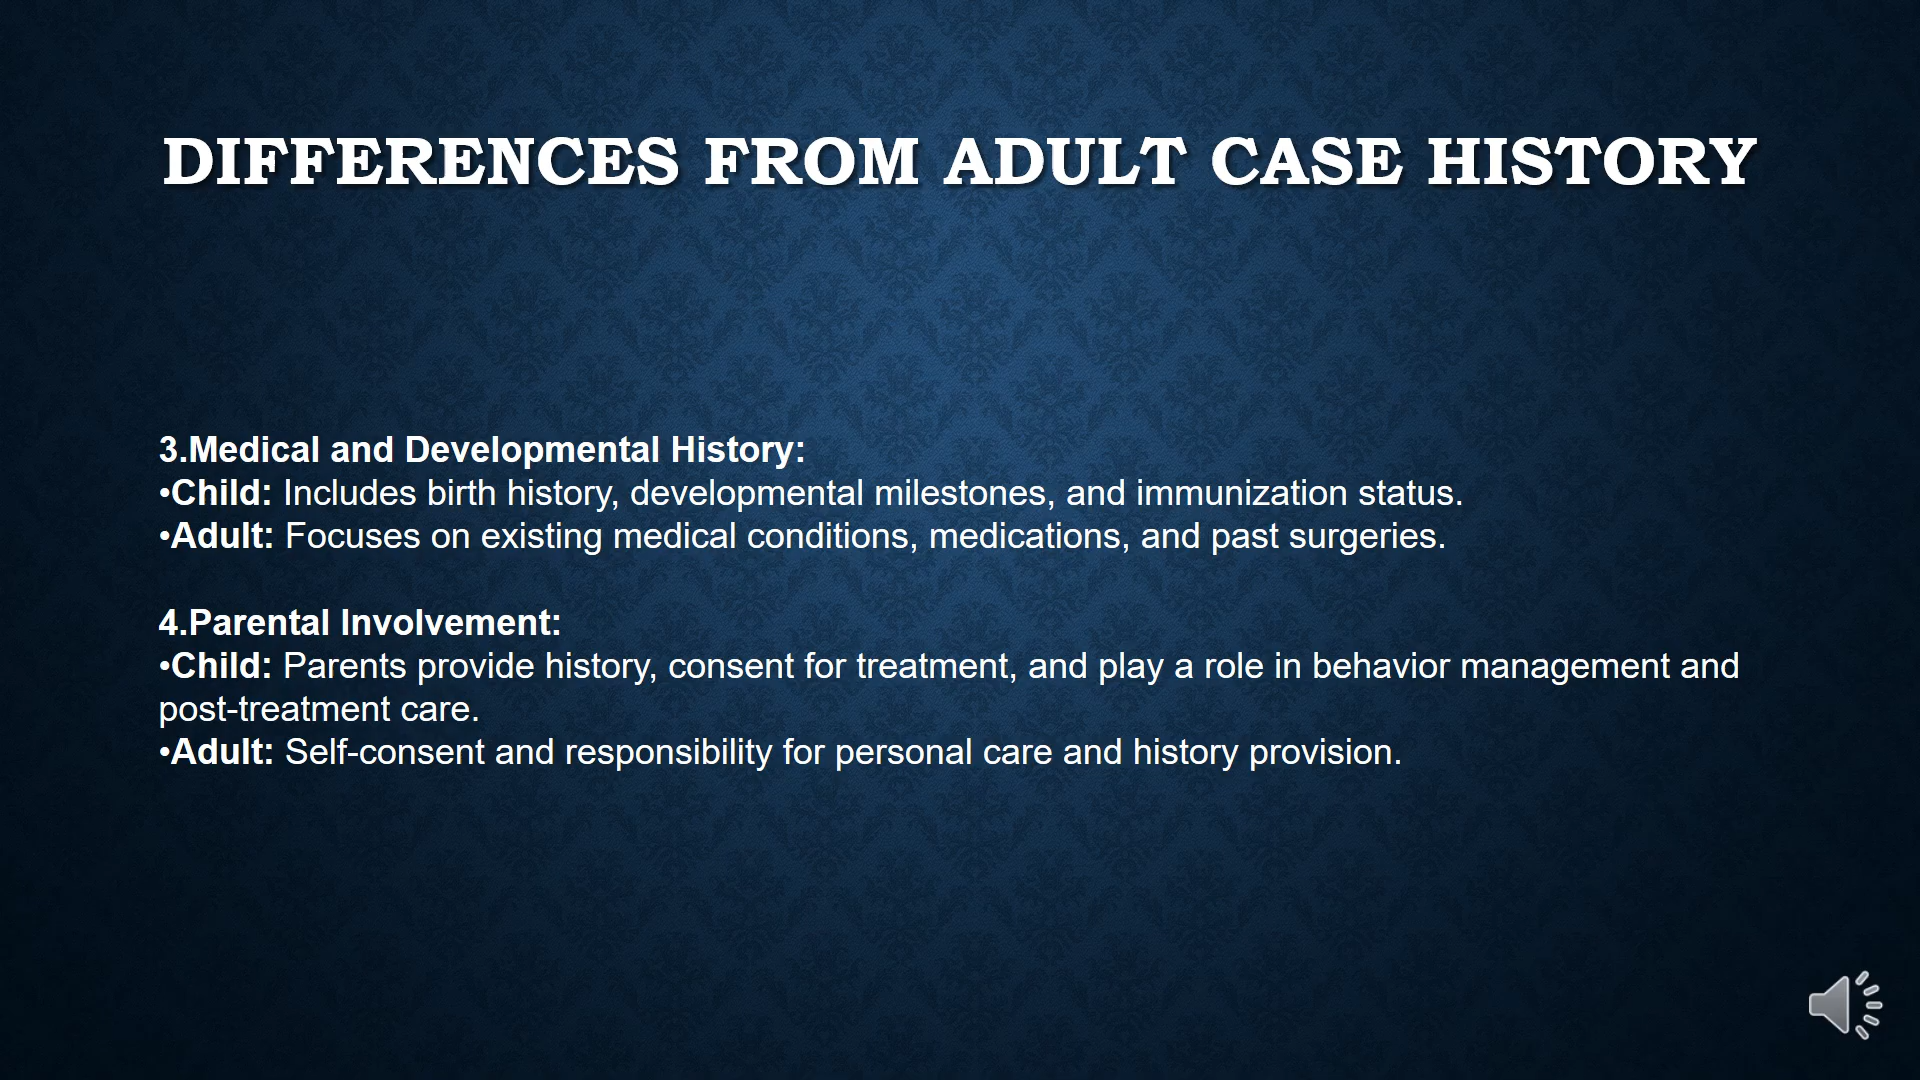 DIFFERENCES FROM ADULT CASE HISTORY
3.Medical and Developmental History:
•Child: Includes birth history, developmental milestones, and immunization status.
•Adult: Focuses on existing medical conditions, medications, and past surgeries.
4.Parental Involvement:
•Child: Parents provide history, consent for treatment, and play a role in behavior management and
post-treatment care.
•Adult: Self-consent and responsibility for personal care and history provision.